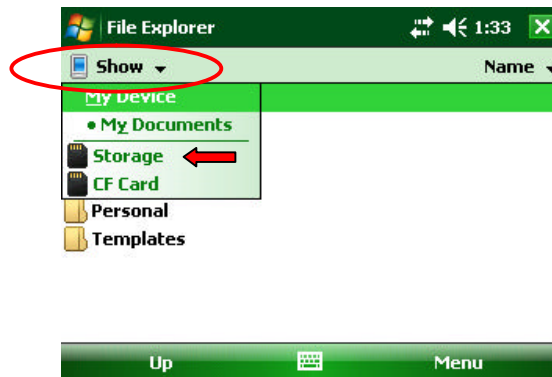 File Explorer 1:33
Show Name
My Device
My Documents
Storage
CF Card
Personal
Templates
Up Menu